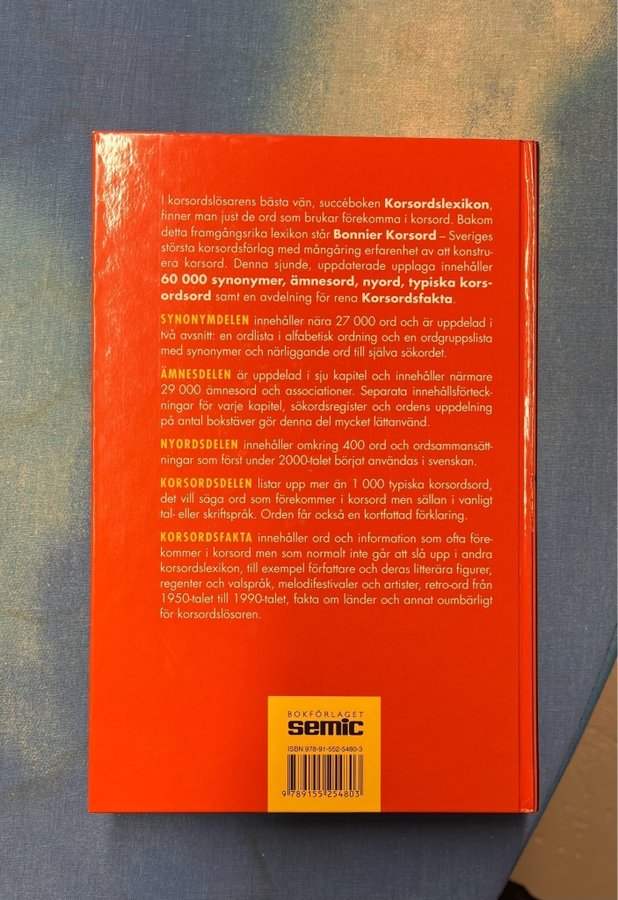 I korsordslösarens bästa vän, succéboken Korsordslexikon,
finner man just de ord som brukar förekomma i korsord. Bakom
detta framgångsrika lexikon står Bonnier Korsord – Sveriges
största korsordsförlag med mångåring erfarenhet av att konstru-
era korsord. Denna sjunde, uppdaterade upplaga innehåller
60 000 synonymer, ämnesord, nyord, typiska kors-
ordsord samt en avdelning för rena Korsordsfakta.
SYNONYMDELEN innehåller nära 27 000 ord och är uppdelad i
två avsnitt: en ordlista i alfabetisk ordning och en ordgruppslista
med synonymer och närliggande ord till själva sökordet.
ÄMNESDELEN är uppdelad i sju kapitel och innehåller närmare
29 000 ämnesord och associationer. Separata innehållsförteck-
ningar för varje kapitel, sökordsregister och ordens uppdelning
på antal bokstäver gör denna del mycket lättanvänd.
NYORDSDELEN innehåller omkring 400 ord och ordsammansätt-
ningar som först under 2000-talet börjat användas i svenskan.
KORSORDSDELEN listar upp mer än 1 000 typiska korsordsord,
det vill säga ord som förekommer i korsord men sällan i vanligt
tal- eller skriftspråk. Orden får också en kortfattad förklaring.
KORSORDSFAKTA innehåller ord och information som ofta före-
kommer i korsord men som normalt inte går att slå upp i andra
korsordslexikon, till exempel författare och deras litterära figurer,
regenter och valspråk, melodifestivaler och artister, retro-ord från
1950-talet till 1990-talet, fakta om länder och annat oumbärligt
för korsordslösaren.
BOKFÖRLAGET
semic
ISBN 978-91-552-5480-3
9 789155 254803